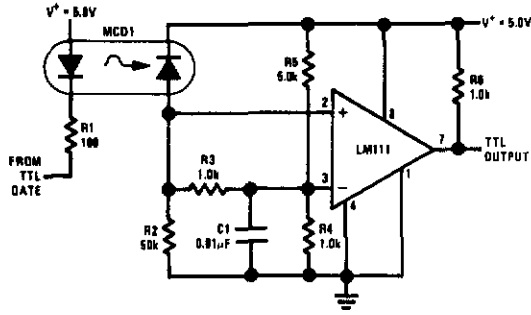 V+ = 5.0V
MCD1
V+ = 5.0V
R1
100
FROM
TTL
DATE
R5
5.0k
R6
1.0k
2
+
8
LM111
7
TTL
OUTPUT
R3
1.0k
3
−
4
1
R2
50k
C1
0.01μF
R4
1.0k